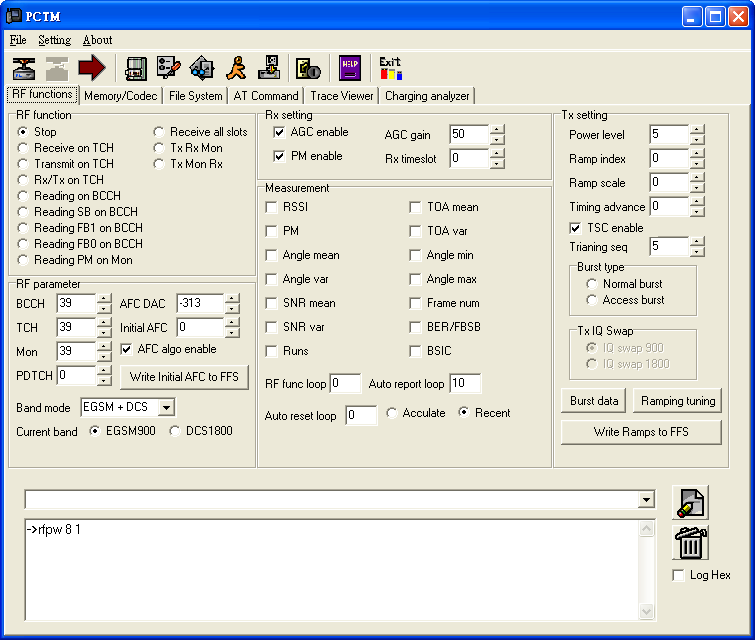 PCTM
File Setting About
HELP Exit
RF functions Memory/Codec File System AT Command Trace Viewer Charging analyzer
RF function
Stop
Receive on TCH
Transmit on TCH
Rx/Tx on TCH
Reading on BCCH
Reading SB on BCCH
Reading FB1 on BCCH
Reading FB0 on BCCH
Reading PM on Mon
Receive all slots
Tx Rx Mon
Tx Mon Rx
RF parameter
BCCH 39 AFC DAC -313
TCH 39 Initial AFC 0
Mon 39 AFC algo enable
PDTCH 0 Write Initial AFC to FFS
Band mode EGSM + DCS
Current band EGSM900 DCS1800
Rx setting
AGC enable AGC gain 50
PM enable Rx timeslot 0
Measurement
RSSI TOA mean
PM TOA var
Angle mean Angle min
Angle var Angle max
SNR mean Frame num
SNR var BER/FBSB
Runs BSIC
RF func loop 0 Auto report loop 10
Auto reset loop 0 Acculate Recent
Tx setting
Power level 5
Ramp index 0
Ramp scale 0
Timing advance 0
TSC enable
Trianing seq 5
Burst type
Normal burst
Access burst
Tx IQ Swap
IQ swap 900
IQ swap 1800
Burst data Ramping tuning
Write Ramps to FFS
->rfpw 8 1
Log Hex